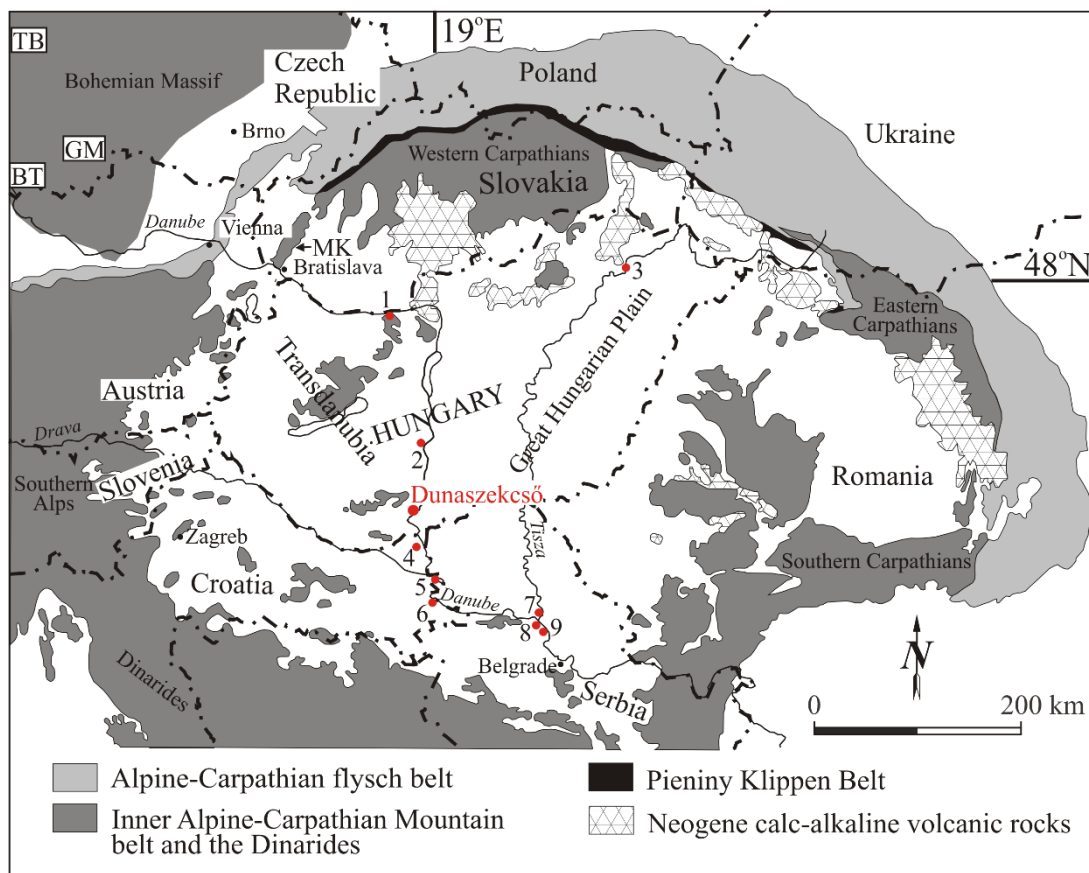 19°E
TB
Bohemian Massif
Czech
Republic
Poland
Ukraine
Brno
GM
BT
Western Carpathians
Slovakia
Danube
Vienna
MK
Bratislava
48°N
3
1
Eastern
Carpathians
Transdanubia
Great Hungarian Plain
Austria
HUNGARY
Drava
Slovenia
2
Romania
Southern
Alps
Dunaszekcső
Tisza
Zagreb
4
Southern Carpathians
Croatia
5
Danube
6
7
8
9
N
Belgrade
Dinarides
Serbia
0
200 km
Alpine-Carpathian flysch belt
Pieniny Klippen Belt
Inner Alpine-Carpathian Mountain
belt and the Dinarides
Neogene calc-alkaline volcanic rocks